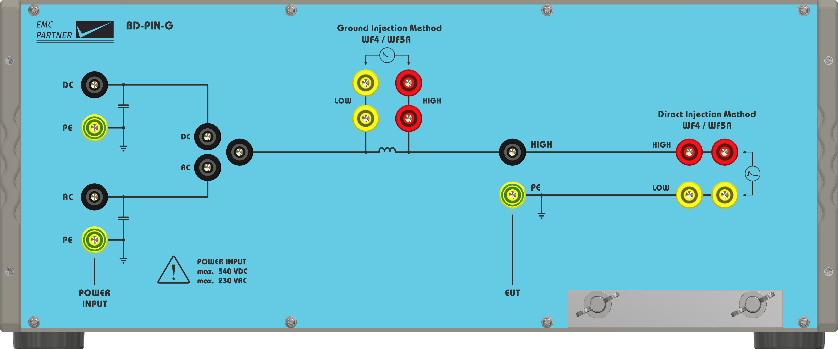 EMC
PARTNER
BD-PIN-G
Ground Injection Method
WF4 / WF5A
LOW
HIGH
DC
PE
DC
AC
AC
PE
POWER
INPUT
POWER INPUT
max. 340 VDC
max. 230 VAC
HIGH
PE
EUT
Direct Injection Method
WF4 / WF5A
HIGH
LOW